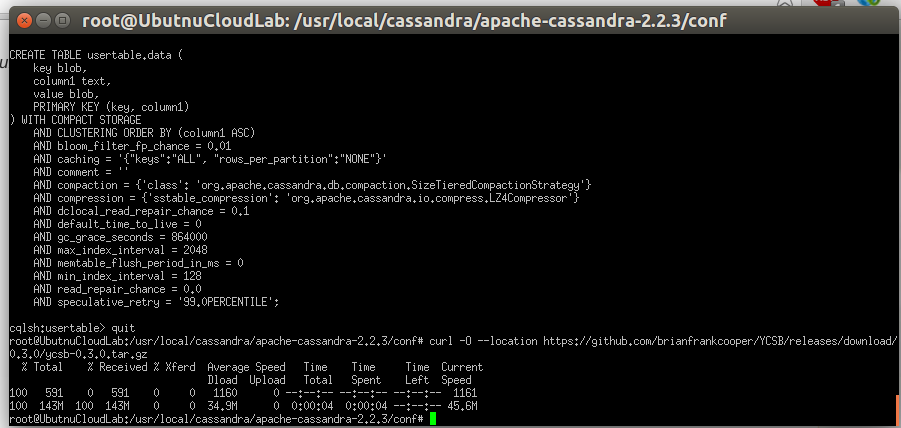 root@UbutnuCloudLab: /usr/local/cassandra/apache-cassandra-2.2.3/conf
CREATE TABLE usertable.data (
    key blob,
    column1 text,
    value blob,
    PRIMARY KEY (key, column1)
) WITH COMPACT STORAGE
    AND CLUSTERING ORDER BY (column1 ASC)
    AND bloom_filter_fp_chance = 0.01
    AND caching = '{"keys":"ALL", "rows_per_partition":"NONE"}'
    AND comment = ''
    AND compaction = {'class': 'org.apache.cassandra.db.compaction.SizeTieredCompactionStrategy'}
    AND compression = {'sstable_compression': 'org.apache.cassandra.io.compress.LZ4Compressor'}
    AND dclocal_read_repair_chance = 0.1
    AND default_time_to_live = 0
    AND gc_grace_seconds = 864000
    AND max_index_interval = 2048
    AND memtable_flush_period_in_ms = 0
    AND min_index_interval = 128
    AND read_repair_chance = 0.0
    AND speculative_retry = '99.0PERCENTILE';
cqlsh:usertable> quit
root@UbutnuCloudLab:/usr/local/cassandra/apache-cassandra-2.2.3/conf# curl -O --location https://github.com/brianfrankcooper/YCSB/releases/download/
0.3.0/ycsb-0.3.0.tar.gz
  % Total    % Received % Xferd  Average Speed   Time    Time     Time  Current
                                 Dload  Upload   Total   Spent    Left  Speed
100   591    0   591    0     0   1160      0 --:--:-- --:--:-- --:--:--  1161
100  143M  100  143M    0     0  34.9M      0  0:00:04  0:00:04 --:--:-- 45.6M
root@UbutnuCloudLab:/usr/local/cassandra/apache-cassandra-2.2.3/conf#